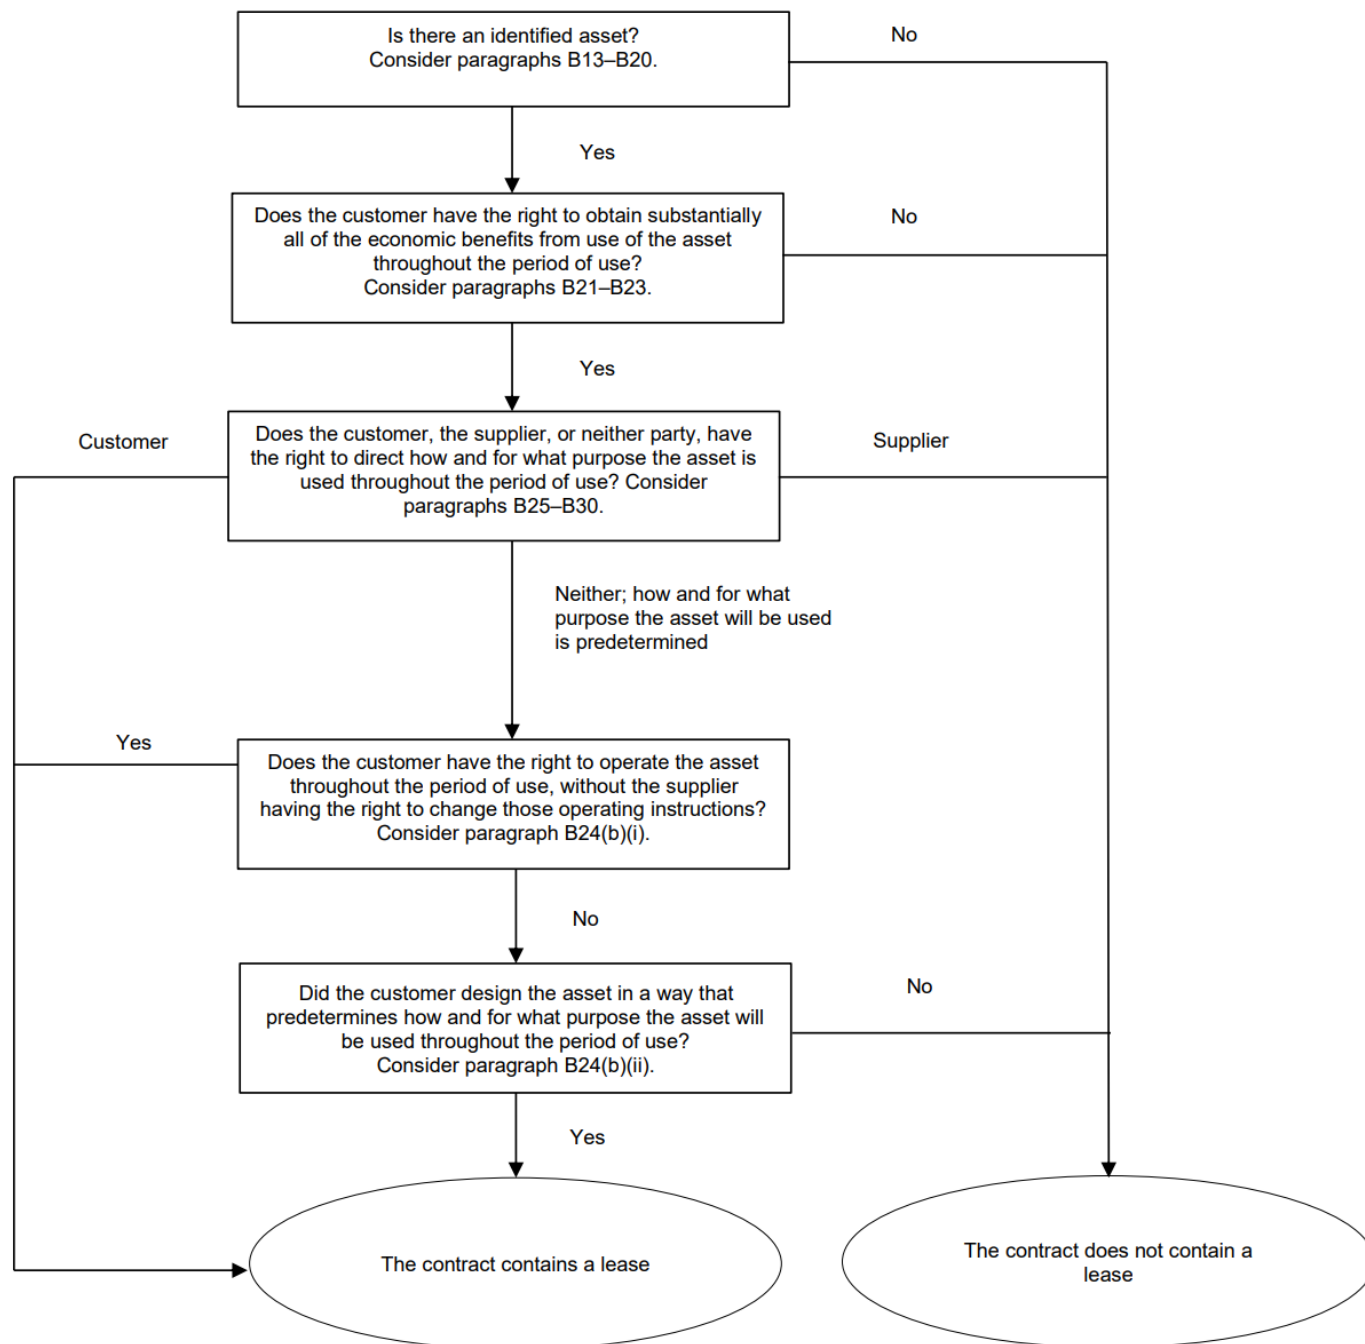 Is there an identified asset?
Consider paragraphs B13–B20.
No
Yes
Does the customer have the right to obtain substantially
all of the economic benefits from use of the asset
throughout the period of use?
Consider paragraphs B21–B23.
No
Yes
Customer
Does the customer, the supplier, or neither party, have
the right to direct how and for what purpose the asset is
used throughout the period of use? Consider
paragraphs B25–B30.
Supplier
Neither; how and for what
purpose the asset will be used
is predetermined
Yes
Does the customer have the right to operate the asset
throughout the period of use, without the supplier
having the right to change those operating instructions?
Consider paragraph B24(b)(i).
No
Did the customer design the asset in a way that
predetermines how and for what purpose the asset will
be used throughout the period of use?
Consider paragraph B24(b)(ii).
No
Yes
The contract contains a lease
The contract does not contain a
lease